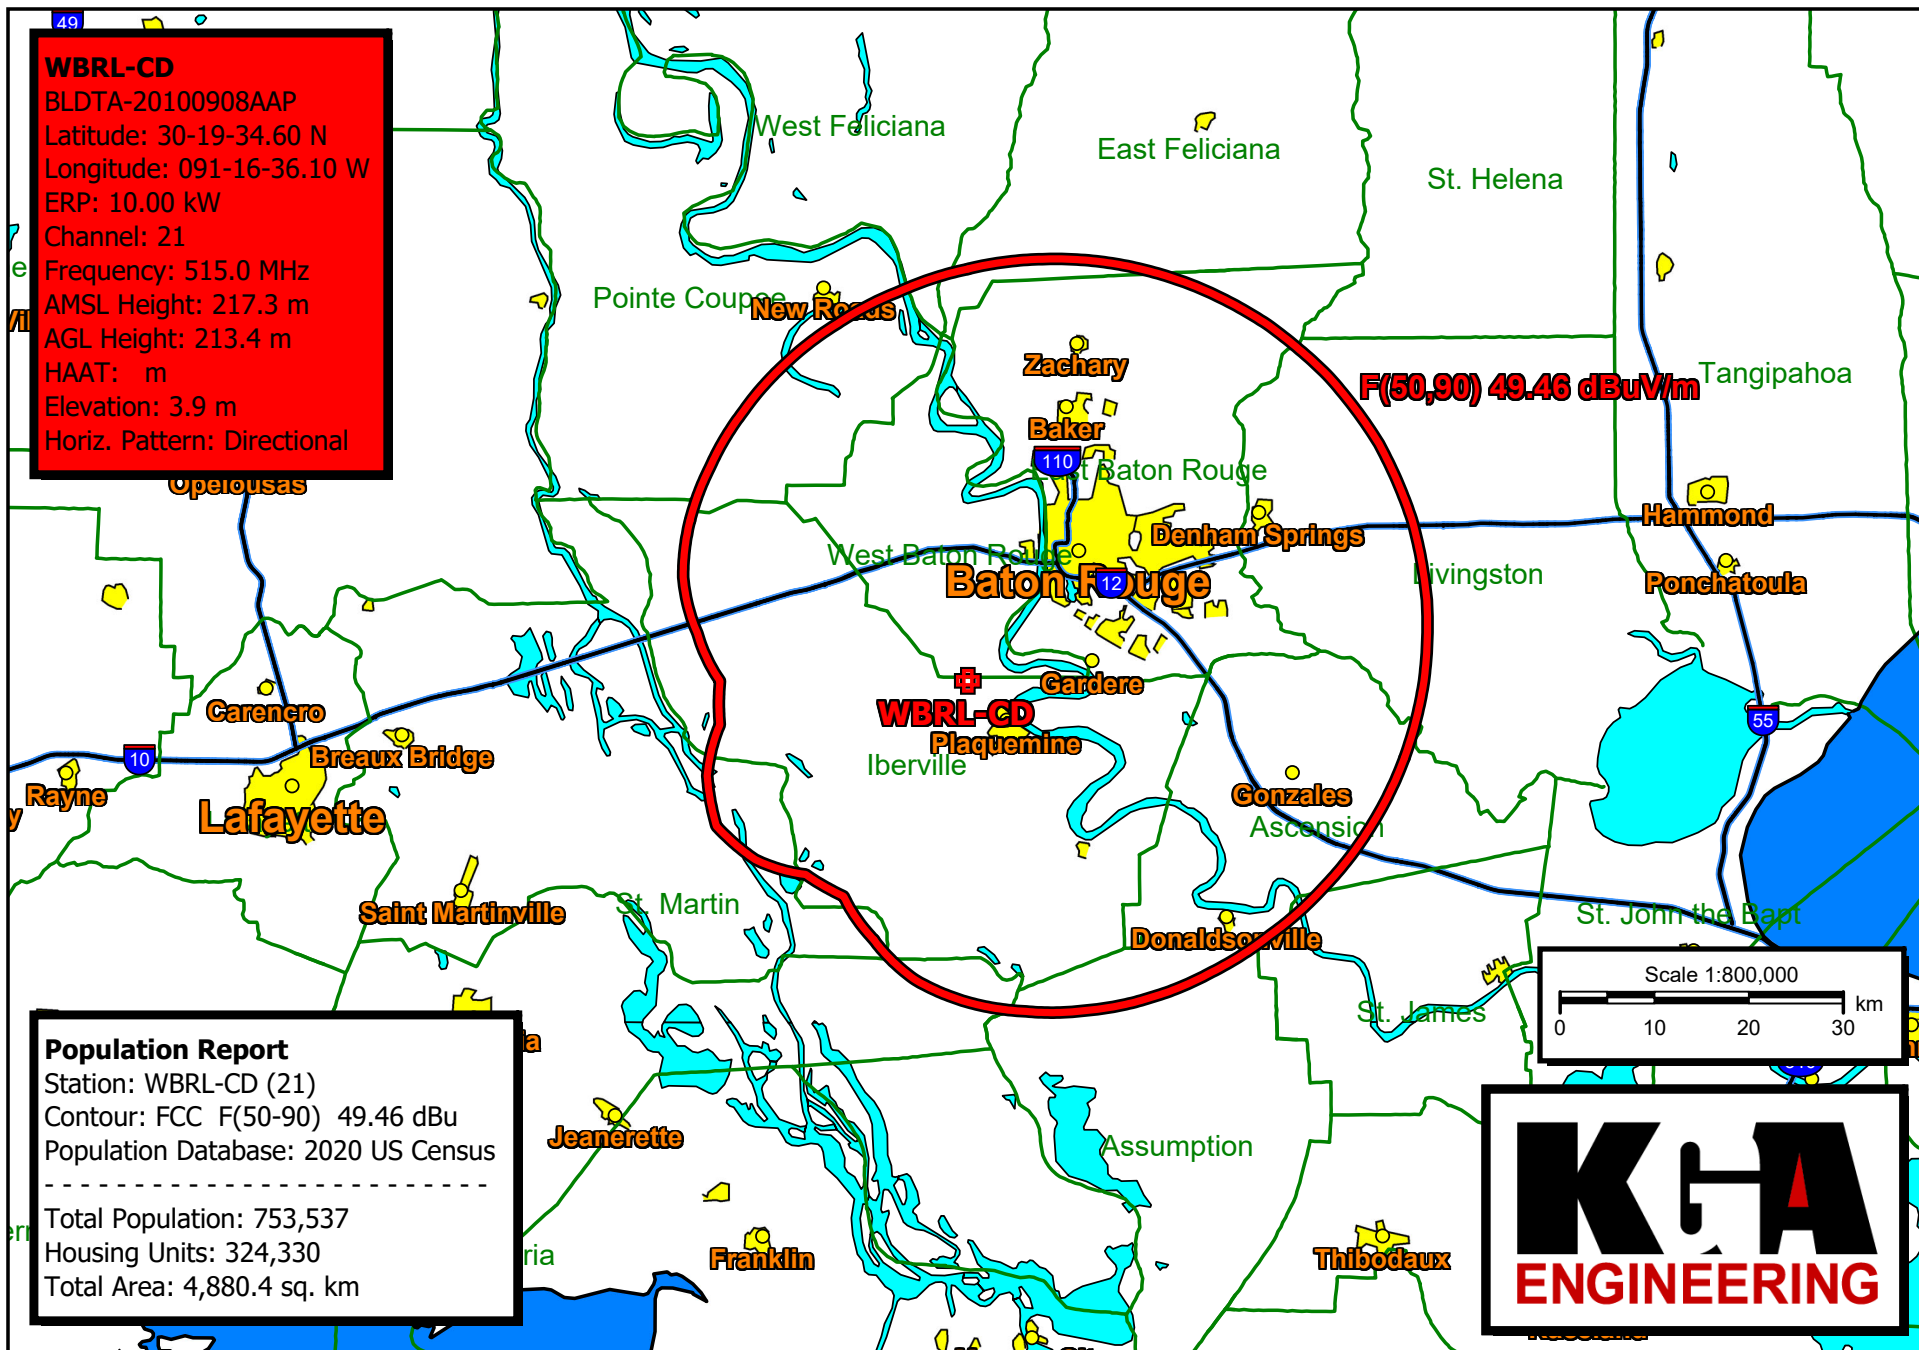 49
WBRL-CD
BLDTA-20100908AAP
Latitude: 30-19-34.60 N
Longitude: 091-16-36.10 W
ERP: 10.00 kW
Channel: 21
Frequency: 515.0 MHz
AMSL Height: 217.3 m
AGL Height: 213.4 m
HAAT: m
Elevation: 3.9 m
Horiz. Pattern: Directional
West Feliciana
East Feliciana
St. Helena
Pointe Coupee
New Roads
Zachary
F(50,90) 49.46 dBuV/m
Tangipahoa
Baker
110
East Baton Rouge
Opelousas
Hammond
Denham Springs
West Baton Rouge
Baton Rouge
12
Livingston
Ponchatoula
Gardere
WBRL-CD
Plaquemine
Iberville
Carencro
55
10
Breaux Bridge
Rayne
Lafayette
Gonzales
Ascension
Saint Martinville
St. Martin
Donaldsonville
St. John the Bapt
St. James
Scale 1:800,000
km
0 10 20 30
Population Report
Station: WBRL-CD (21)
Contour: FCC F(50-90) 49.46 dBu
Population Database: 2020 US Census
- - - - - - - - - - - - - - - - - - - - - - - - -
Total Population: 753,537
Housing Units: 324,330
Total Area: 4,880.4 sq. km
Jeanerette
Assumption
Franklin
Thibodaux
KGA
ENGINEERING